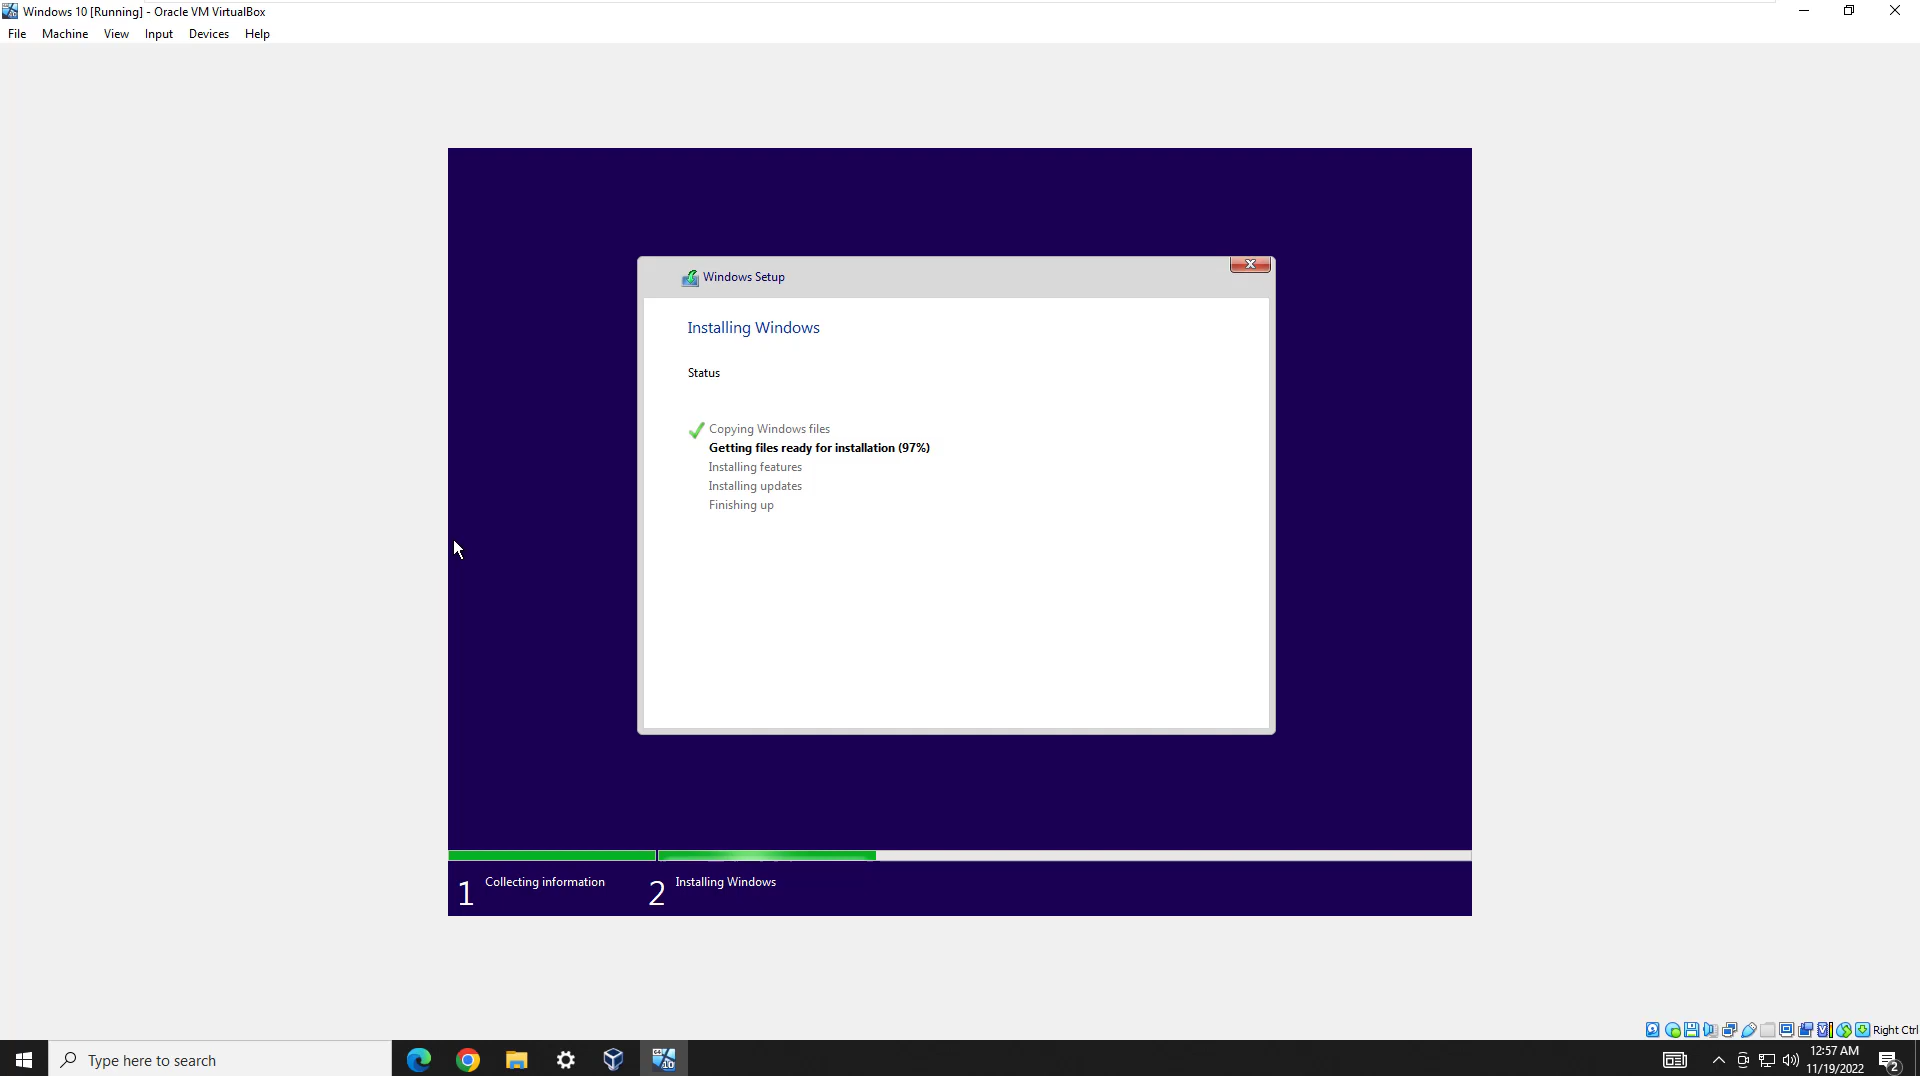 Windows 10 [Running] - Oracle VM VirtualBox
File Machine View Input Devices Help
Windows Setup
Installing Windows
Status
Copying Windows files
Getting files ready for installation (97%)
Installing features
Installing updates
Finishing up
1 Collecting information 2 Installing Windows
Right Ctrl
Type here to search
12:57 AM
11/19/2022
2